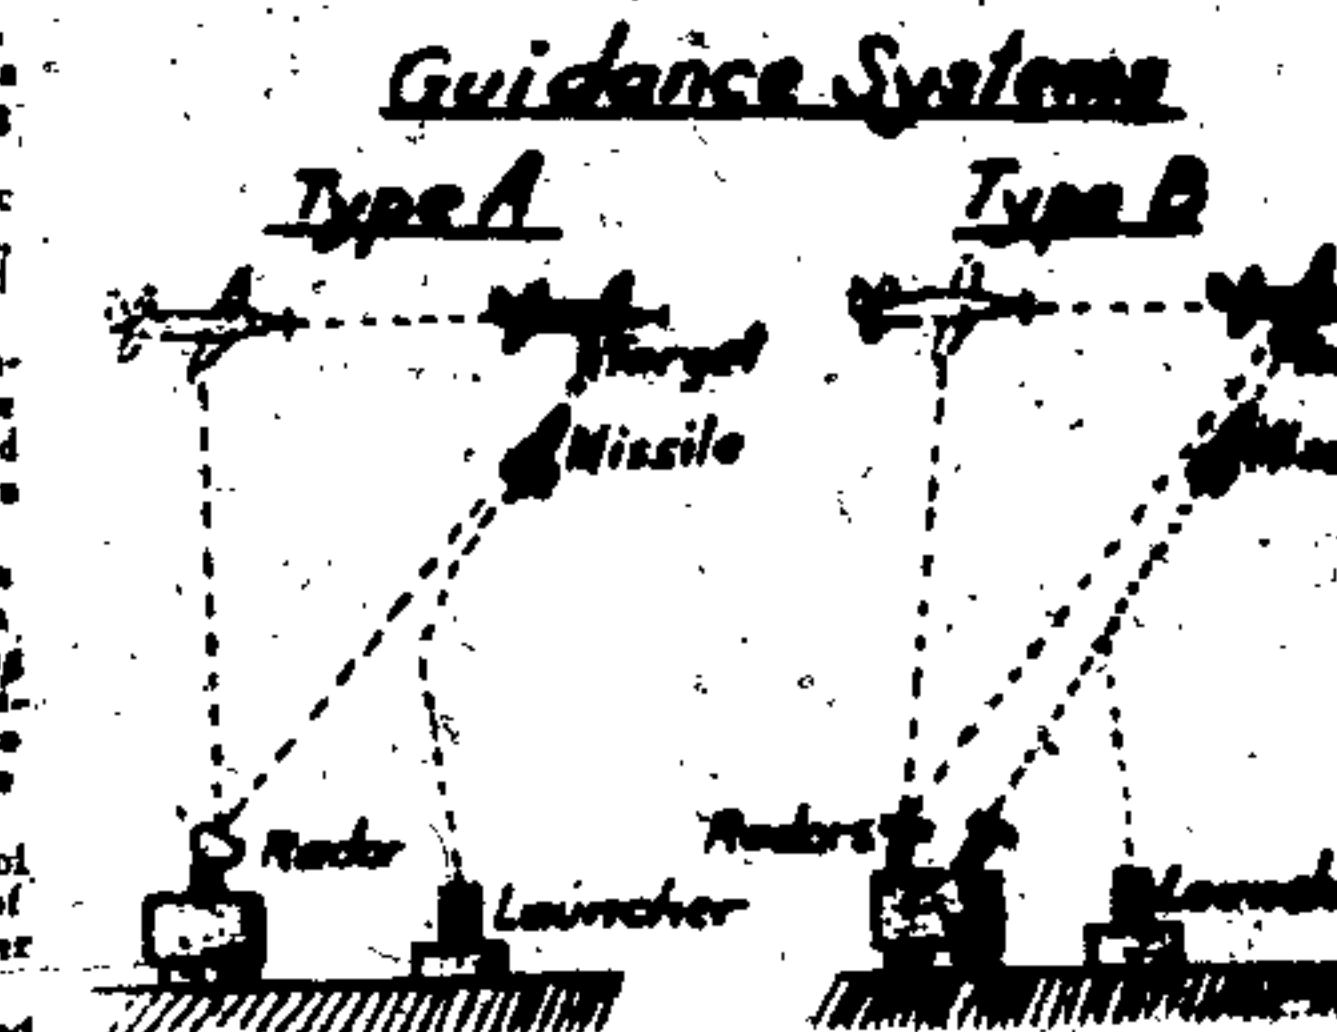 Guidance Systems
Type A
Type B
Target
Missile
Radar
Launcher
Radars